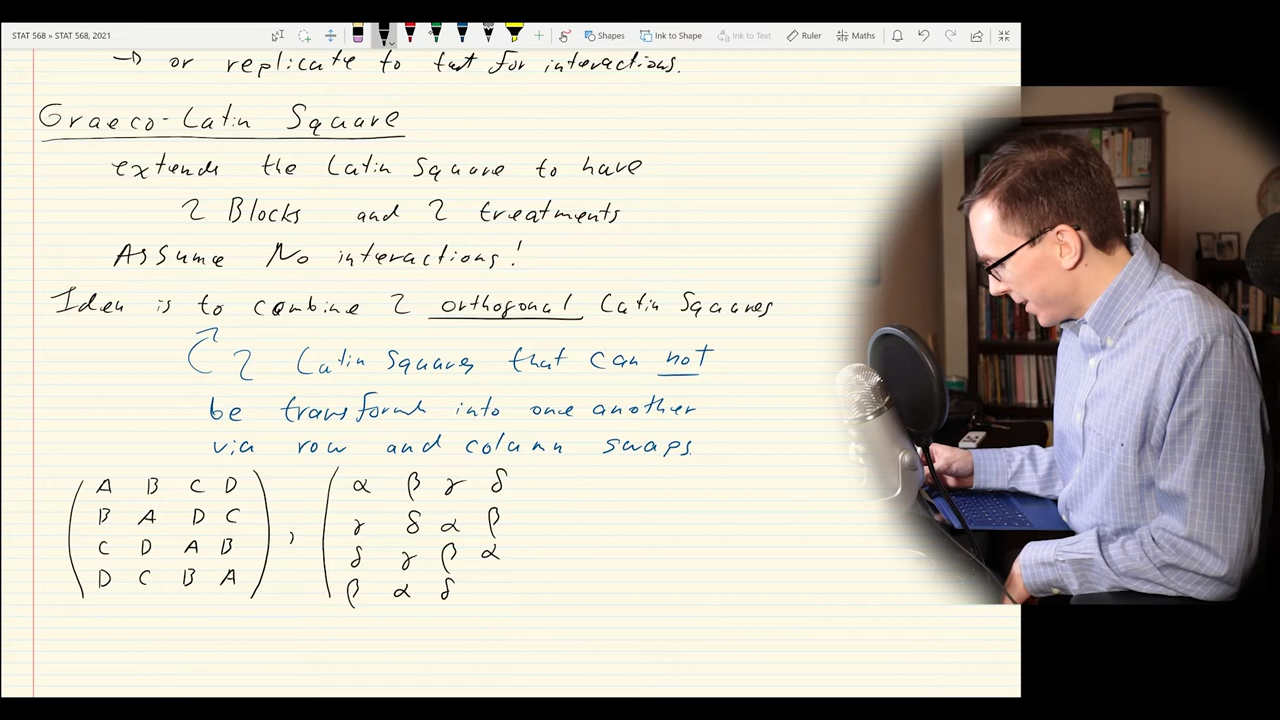 STAT 568 » STAT 568, 2021
Shapes Ink to Shape Ink to Text Ruler Maths
→ or replicate to test for interactions.
Graeco-Latin Square
extends the Latin Square to have
2 Blocks and 2 treatments
Assume No interactions!
Idea is to combine 2 orthogonal Latin Squares
2 Latin Squares that can not
be transform into one another
via row and column swaps.
A B C D α β γ δ
B A D C γ δ α β
C D A B , δ γ β α
D C B A β α δ